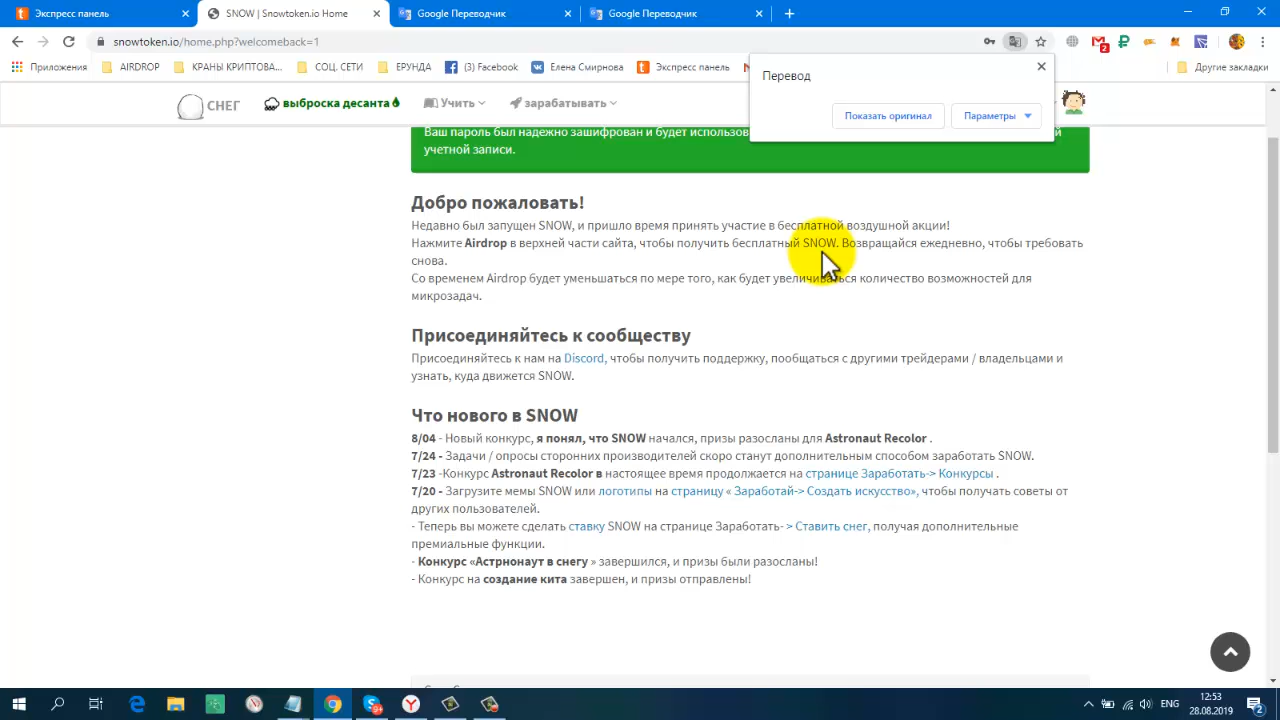 Экспресс панель
SNOW | Snowtoken.io Home
Google Переводчик
Google Переводчик
snowtoken.io/home.php?welcomeback=1
2
Приложения
AIRDROP
КРАНЫ КРИПТОВА...
СОЦ. СЕТИ
ЕРУНДА
(3) Facebook
Елена Смирнова
Экспресс панель
Другие закладки
Перевод
Показать оригинал
Параметры
СНЕГ
выброска десанта
Учить
зарабатывать
Ваш пароль был надежно зашифрован и будет использов
й
учетной записи.
Добро пожаловать!
Недавно был запущен SNOW, и пришло время принять участие в бесплатной воздушной акции!
Нажмите Airdrop в верхней части сайта, чтобы получить бесплатный SNOW. Возвращайся ежедневно, чтобы требовать
снова.
Со временем Airdrop будет уменьшаться по мере того, как будет увеличиваться количество возможностей для
микрозадач.
Присоединяйтесь к сообществу
Присоединяйтесь к нам на Discord, чтобы получить поддержку, пообщаться с другими трейдерами / владельцами и
узнать, куда движется SNOW.
Что нового в SNOW
8/04 - Новый конкурс, я понял, что SNOW начался, призы разосланы для Astronaut Recolor .
7/24 - Задачи / опросы сторонних производителей скоро станут дополнительным способом заработать SNOW.
7/23 -Конкурс Astronaut Recolor в настоящее время продолжается на странице Заработать-> Конкурсы .
7/20 - Загрузите мемы SNOW или логотипы на страницу « Заработай-> Создать искусство», чтобы получать советы от
других пользователей.
- Теперь вы можете сделать ставку SNOW на странице Заработать- > Ставить снег, получая дополнительные
премиальные функции.
- Конкурс «Астрнонаут в снегу » завершился, и призы были разосланы!
- Конкурс на создание кита завершен, и призы отправлены!
ENG
12:53
28.08.2019
2